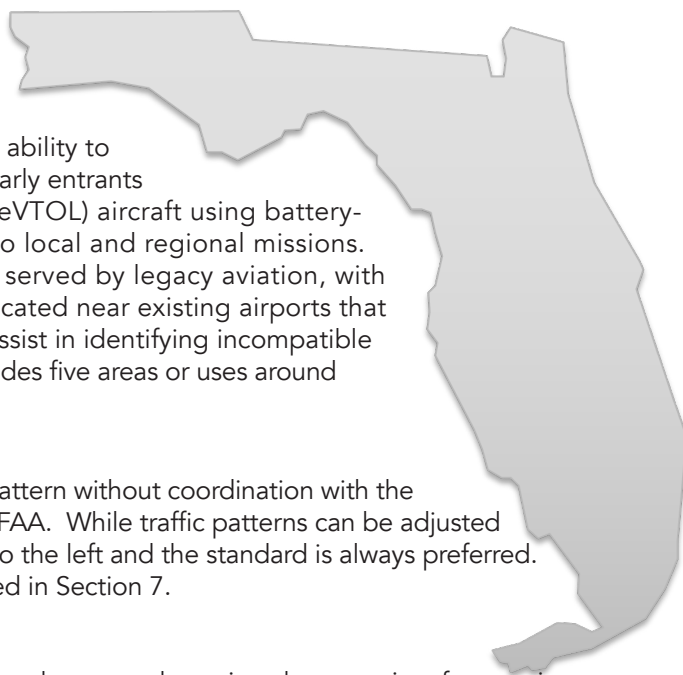 ability to
early entrants
eVTOL) aircraft using battery-
o local and regional missions.
served by legacy aviation, with
cated near existing airports that
ssist in identifying incompatible
des five areas or uses around
attern without coordination with the
FAA. While traffic patterns can be adjusted
o the left and the standard is always preferred.
ed in Section 7.